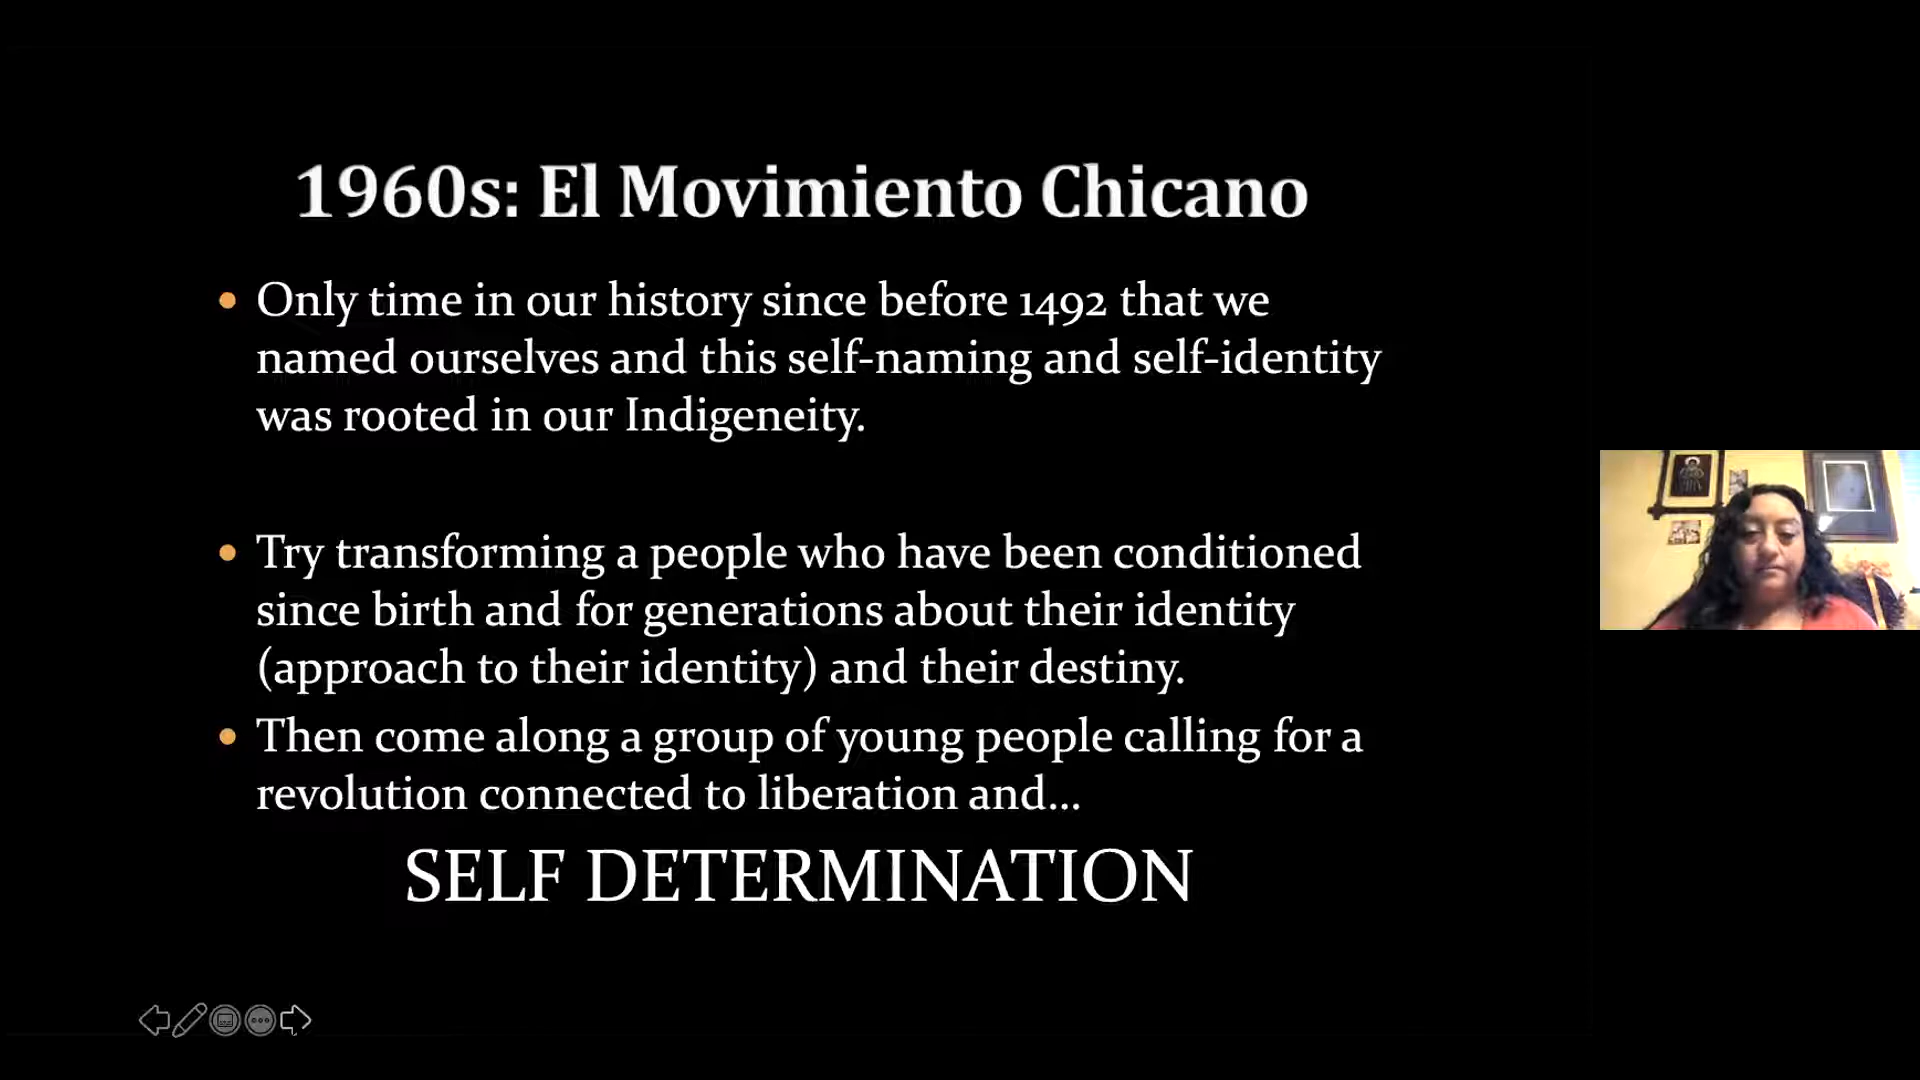 1960s: El Movimiento Chicano
Only time in our history since before 1492 that we
named ourselves and this self-naming and self-identity
was rooted in our Indigeneity.
Try transforming a people who have been conditioned
since birth and for generations about their identity
(approach to their identity) and their destiny.
Then come along a group of young people calling for a
revolution connected to liberation and...
SELF DETERMINATION